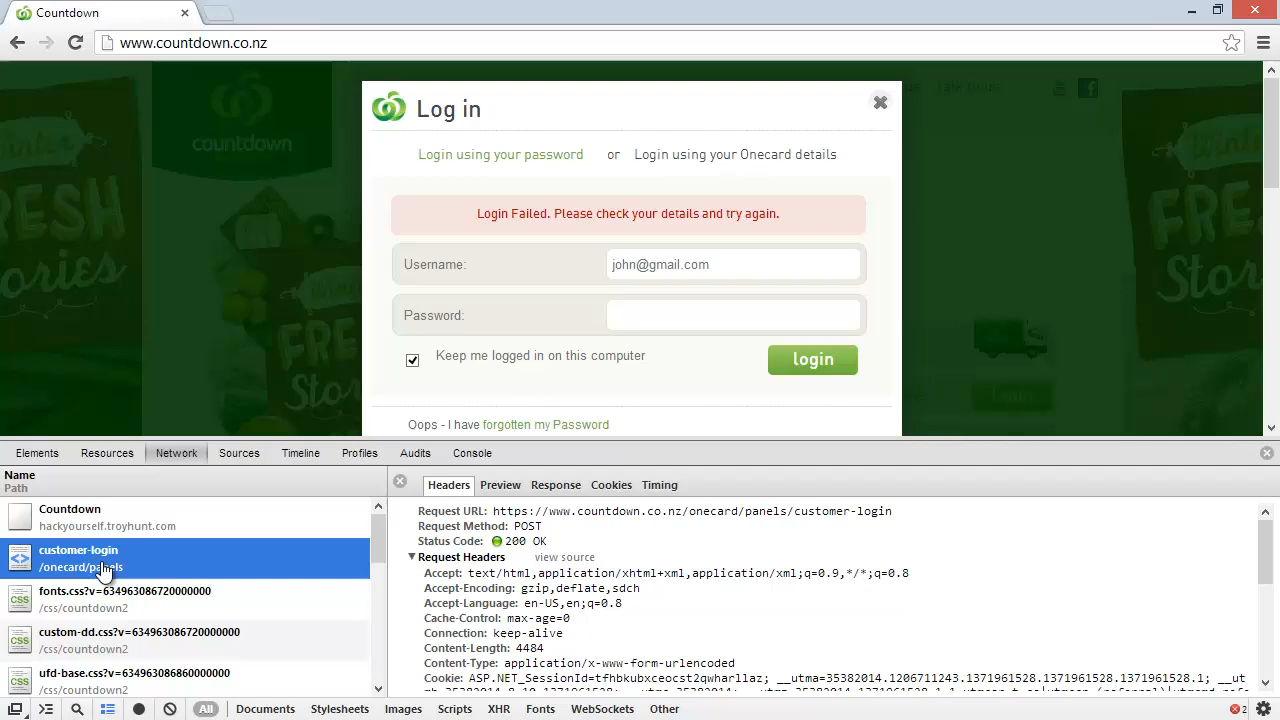 Countdown
www.countdown.co.nz
countdown
Talk
Winter
FRESH
Stories
Log in
Login using your password or Login using your Onecard details
Login Failed. Please check your details and try again.
Username: john@gmail.com
Password:
Keep me logged in on this computer login
Oops - I have forgotten my Password
Elements Resources Network Sources Timeline Profiles Audits Console
Name
Path
Countdown
hackyourself.troyhunt.com
customer-login
/onecard/panels
fonts.css?v=634963086720000000
/css/countdown2
custom-dd.css?v=634963086720000000
/css/countdown2
ufd-base.css?v=634963086860000000
/css/countdown2
Headers Preview Response Cookies Timing
Request URL: https://www.countdown.co.nz/onecard/panels/customer-login
Request Method: POST
Status Code: 200 OK
Request Headers view source
Accept: text/html,application/xhtml+xml,application/xml;q=0.9,*/*;q=0.8
Accept-Encoding: gzip,deflate,sdch
Accept-Language: en-US,en;q=0.8
Cache-Control: max-age=0
Connection: keep-alive
Content-Length: 4484
Content-Type: application/x-www-form-urlencoded
Cookie: ASP.NET_SessionId=tfhbkubxceocst2qwhnrllaz; __utma=35382014.1206711243.1371961528.1371961528.1371961528.1; __ut
All Documents Stylesheets Images Scripts XHR Fonts WebSockets Other 2